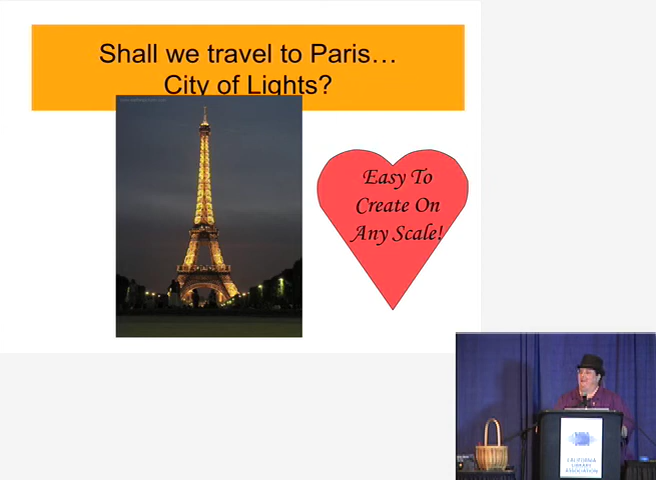 Shall we travel to Paris…
City of Lights?
Easy To
Create On
Any Scale!
CALIFORNIA
LIBRARY
ASSOCIATION